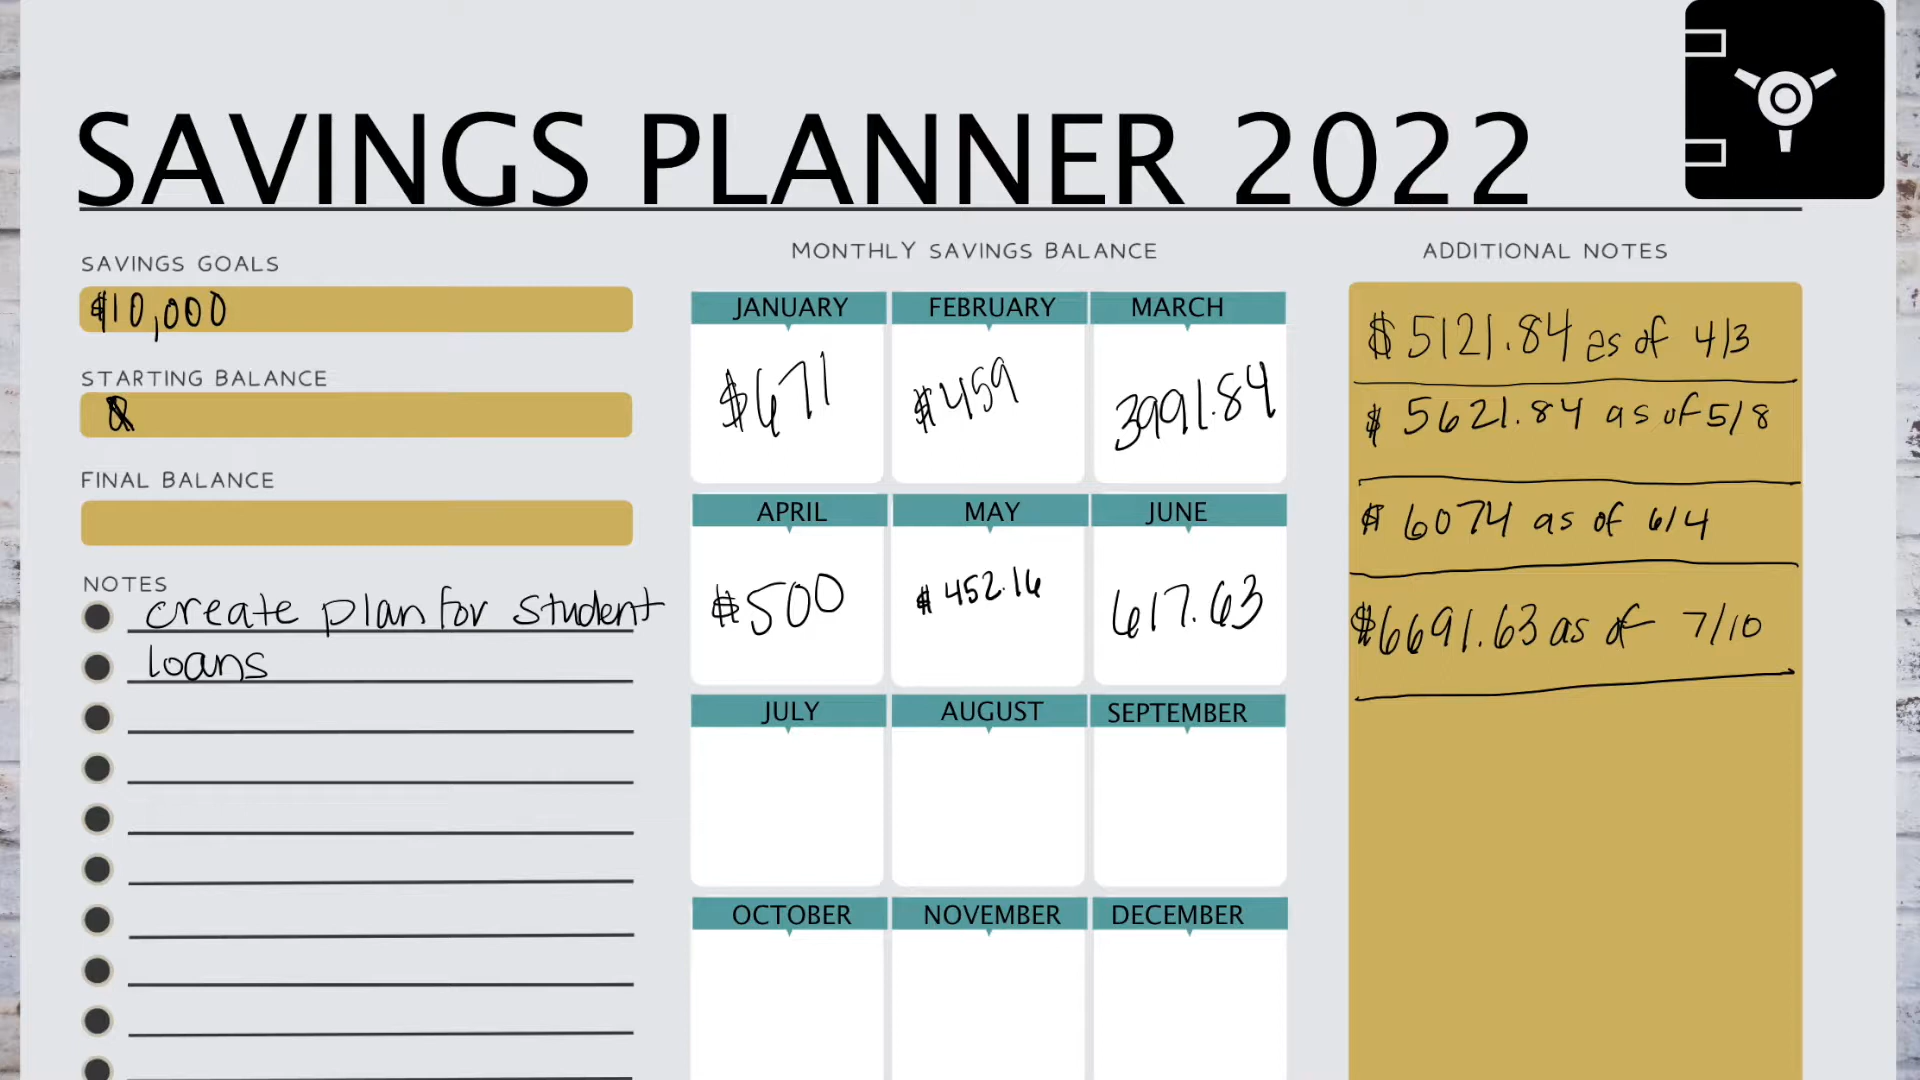 SAVINGS PLANNER 2022
SAVINGS GOALS
$10,000
STARTING BALANCE
FINAL BALANCE
NOTES
create plan for student
loans
MONTHLY SAVINGS BALANCE
JANUARY FEBRUARY MARCH
$671 $459 3991.84
APRIL MAY JUNE
$500 $452.16 617.63
JULY AUGUST SEPTEMBER
OCTOBER NOVEMBER DECEMBER
ADDITIONAL NOTES
$5121.84 as of 4/3
$5621.84 as of 5/8
$6074 as of 6/4
$6691.63 as of 7/10